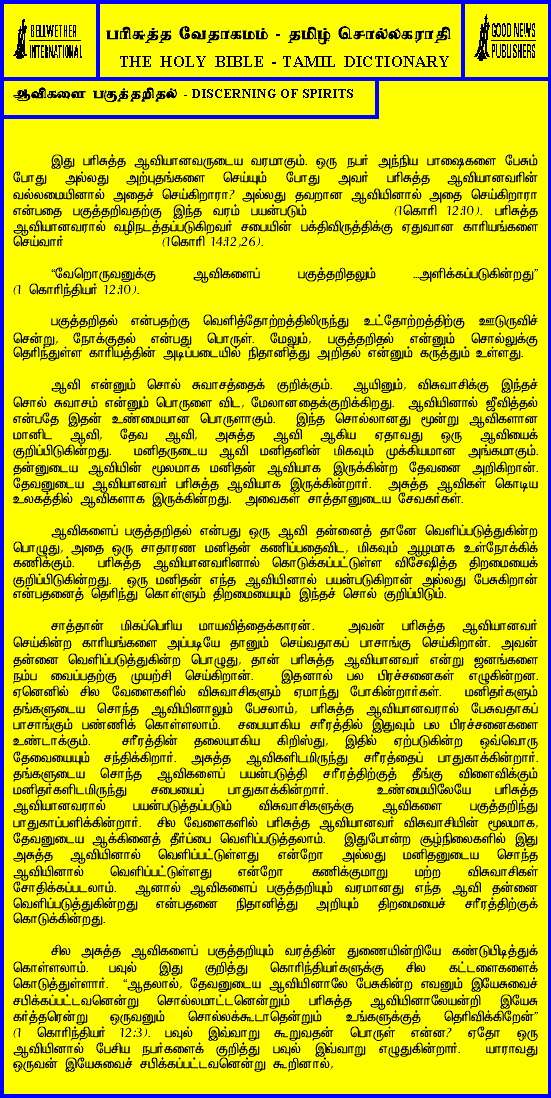 BELLWETHER
INTERNATIONAL
பரிசுத்த வேதாகமம் - தமிழ் சொல்லகராதி
THE HOLY BIBLE - TAMIL DICTIONARY
GOOD NEWS
PUBLISHERS
ஆவிகளை பகுத்தறிதல் - DISCERNING OF SPIRITS
இது பரிசுத்த ஆவியானவருடைய வரமாகும். ஒரு நபர் அந்நிய பாஷைகளை பேசும்
போது அல்லது அற்புதங்களை செய்யும் போது அவர் பரிசுத்த ஆவியானவரின்
வல்லமையினால் அதைச் செய்கிறாரா? அல்லது தவறான ஆவியினால் அதை செய்கிறாரா
என்பதை பகுத்தறிவதற்கு இந்த வரம் பயன்படும் (1கொரி 12:10). பரிசுத்த
ஆவியானவரால் வழிநடத்தப்படுகிறவர் சபையின் பக்திவிருத்திக்கு ஏதுவான காரியங்களை
செய்வார் (1கொரி 14:12,26).
“வேறொருவனுக்கு ஆவிகளைப் பகுத்தறிதலும் ...அளிக்கப்படுகின்றது”
(1 கொரிந்தியர் 12:10).
பகுத்தறிதல் என்பதற்கு வெளித்தோற்றத்திலிருந்து உட்தோற்றத்திற்கு ஊடுருவிச்
சென்று, நோக்குதல் என்பது பொருள். மேலும், பகுத்தறிதல் என்னும் சொல்லுக்கு
தெரிந்துள்ள காரியத்தின் அடிப்படையில் நிதானித்து அறிதல் என்னும் கருத்தும் உள்ளது.
ஆவி என்னும் சொல் சுவாசத்தைக் குறிக்கும். ஆயினும், விசுவாசிக்கு இந்தச்
சொல் சுவாசம் என்னும் பொருளை விட, மேலானதைக்குறிக்கிறது. ஆவியினால் ஜீவித்தல்
என்பதே இதன் உண்மையான பொருளாகும். இந்த சொல்லானது மூன்று ஆவிகளான
மானிட ஆவி, தேவ ஆவி, அசுத்த ஆவி ஆகிய ஏதாவது ஒரு ஆவியைக்
குறிப்பிடுகின்றது. மனிதருடைய ஆவி மனிதனின் மிகவும் முக்கியமான அங்கமாகும்.
தன்னுடைய ஆவியின் மூலமாக மனிதன் ஆவியாக இருக்கின்ற தேவனை அறிகிறான்.
தேவனுடைய ஆவியானவர் பரிசுத்த ஆவியாக இருக்கின்றார். அசுத்த ஆவிகள் கொடிய
உலகத்தில் ஆவிகளாக இருக்கின்றது. அவைகள் சாத்தானுடைய சேவகர்கள்.
ஆவிகளைப் பகுத்தறிதல் என்பது ஒரு ஆவி தன்னைத் தானே வெளிப்படுத்துகின்ற
பொழுது, அதை ஒரு சாதாரண மனிதன் கணிப்பதைவிட, மிகவும் ஆழமாக உள்நோக்கிக்
கணிக்கும். பரிசுத்த ஆவியானவரினால் கொடுக்கப்பட்டுள்ள விசேஷித்த திறமையைக்
குறிப்பிடுகின்றது. ஒரு மனிதன் எந்த ஆவியினால் பயன்படுகிறான் அல்லது பேசுகிறான்
என்பதனைத் தெரிந்து கொள்ளும் திறமையையும் இந்தச் சொல் குறிப்பிடும்.
சாத்தான் மிகப்பெரிய மாயவித்தைக்காரன். அவன் பரிசுத்த ஆவியானவர்
செய்கின்ற காரியங்களை அப்படியே தானும் செய்வதாகப் பாசாங்கு செய்கிறான். அவன்
தன்னை வெளிப்படுத்துகின்ற பொழுது, தான் பரிசுத்த ஆவியானவர் என்று ஜனங்களை
நம்ப வைப்பதற்கு முயற்சி செய்கிறான். இதனால் பல பிரச்சனைகள் எழுகின்றன.
ஏனெனில் சில வேளைகளில் விசுவாசிகளும் ஏமாந்து போகின்றார்கள். மனிதர்களும்
தங்களுடைய சொந்த ஆவியினாலும் பேசலாம், பரிசுத்த ஆவியானவரால் பேசுவதாகப்
பாசாங்கும் பண்ணிக் கொள்ளலாம். சபையாகிய சரீரத்தில் இதுவும் பல பிரச்சனைகளை
உண்டாக்கும். சரீரத்தின் தலையாகிய கிறிஸ்து, இதில் ஏற்படுகின்ற ஒவ்வொரு
தேவையையும் சந்திக்கிறார். அசுத்த ஆவிகளிடமிருந்து சரீரத்தைப் பாதுகாக்கின்றார்.
தங்களுடைய சொந்த ஆவிகளைப் பயன்படுத்தி சரீரத்திற்குத் தீங்கு விளைவிக்கும்
மனிதர்களிடமிருந்து சபையைப் பாதுகாக்கின்றார். உண்மையிலேயே பரிசுத்த
ஆவியானவரால் பயன்படுத்தப்படும் விசுவாசிகளுக்கு ஆவிகளை பகுத்தறிந்து
பாதுகாப்பளிக்கின்றார். சில வேளைகளில் பரிசுத்த ஆவியானவர் விசுவாசியின் மூலமாக,
தேவனுடைய ஆக்கினைத் தீர்ப்பை வெளிப்படுத்தலாம். இதுபோன்ற சூழ்நிலைகளில் இது
அசுத்த ஆவியினால் வெளிப்பட்டுள்ளது என்றோ அல்லது மனிதனுடைய சொந்த
ஆவியினால் வெளிப்பட்டுள்ளது என்றோ கணிக்குமாறு மற்ற விசுவாசிகள்
சோதிக்கப்படலாம். ஆனால் ஆவிகளைப் பகுத்தறியும் வரமானது எந்த ஆவி தன்னை
வெளிப்படுத்துகின்றது என்பதனை நிதானித்து அறியும் திறமையைச் சரீரத்திற்குக்
கொடுக்கின்றது.
சில அசுத்த ஆவிகளைப் பகுத்தறியும் வரத்தின் துணையின்றியே கண்டுபிடித்துக்
கொள்ளலாம். பவுல் இது குறித்து கொரிந்தியர்களுக்கு சில கட்டளைகளைக்
கொடுத்துள்ளார். “ஆதலால், தேவனுடைய ஆவியினாலே பேசுகின்ற எவனும் இயேசுவைச்
சபிக்கப்பட்டவனென்று சொல்லமாட்டனென்றும் பரிசுத்த ஆவியினாலேயன்றி இயேசு
கர்த்தரென்று ஒருவனும் சொல்லக்கூடாதென்றும் உங்களுக்குத் தெரிவிக்கிறேன்”
(1 கொரிந்தியர் 12:3). பவுல் இவ்வாறு கூறுவதன் பொருள் என்ன? ஏதோ ஒரு
ஆவியினால் பேசிய நபர்களைக் குறித்து பவுல் இவ்வாறு எழுதுகின்றார். யாராவது
ஒருவன் இயேசுவைச் சபிக்கப்பட்டவனென்று கூறினால்,